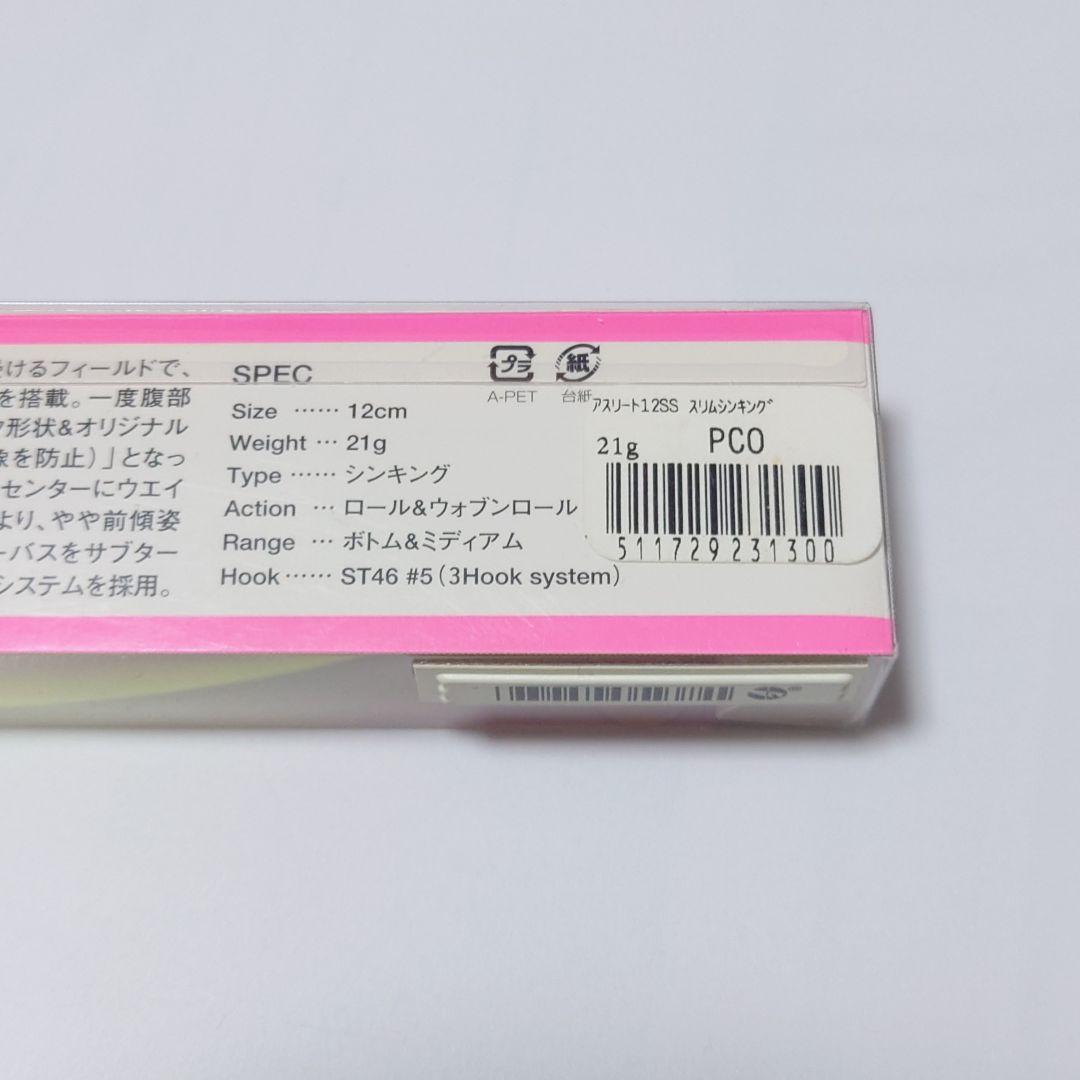 けるフィールドで、
を搭載。一度腹部
形状&オリジナル
を防止)」となっ
センターにウエイ
より、やや前傾姿
ーバスをサブター
システムを採用。
SPEC
Size …… 12cm
Weight … 21g
Type …… シンキング
Action … ロール&ウォブンロール
Range … ボトム&ミディアム
Hook …… ST46 #5(3Hook system)
プラ
A-PET
紙
台紙
アスリート12SS スリムシンキング
21g PCO
511729231300